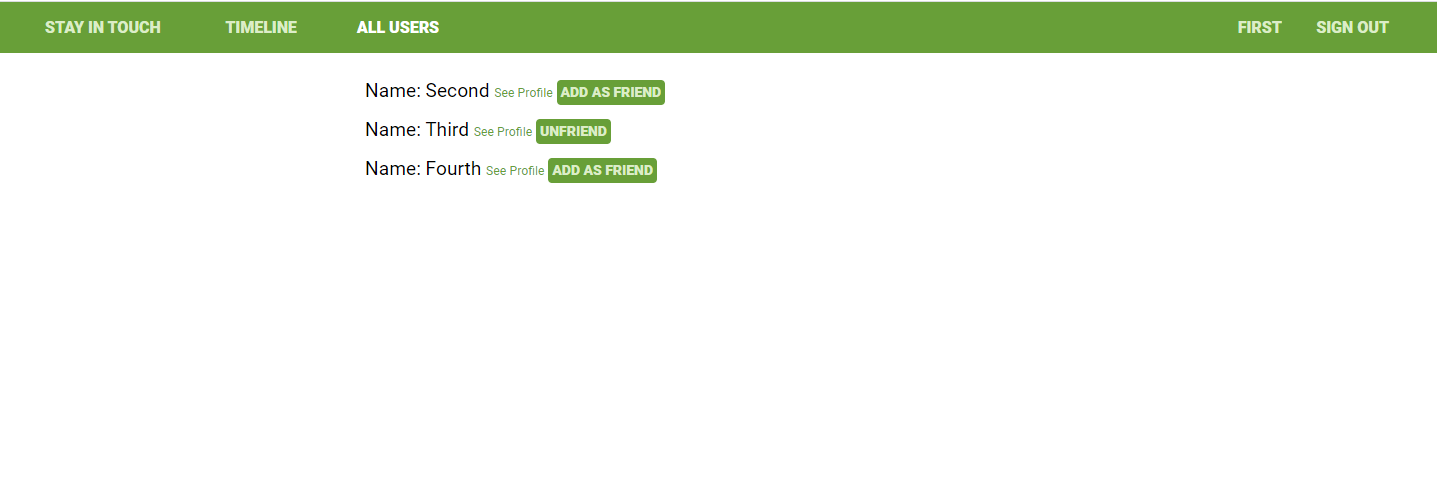 STAY IN TOUCH TIMELINE ALL USERS FIRST SIGN OUT
Name: Second See Profile ADD AS FRIEND
Name: Third See Profile UNFRIEND
Name: Fourth See Profile ADD AS FRIEND